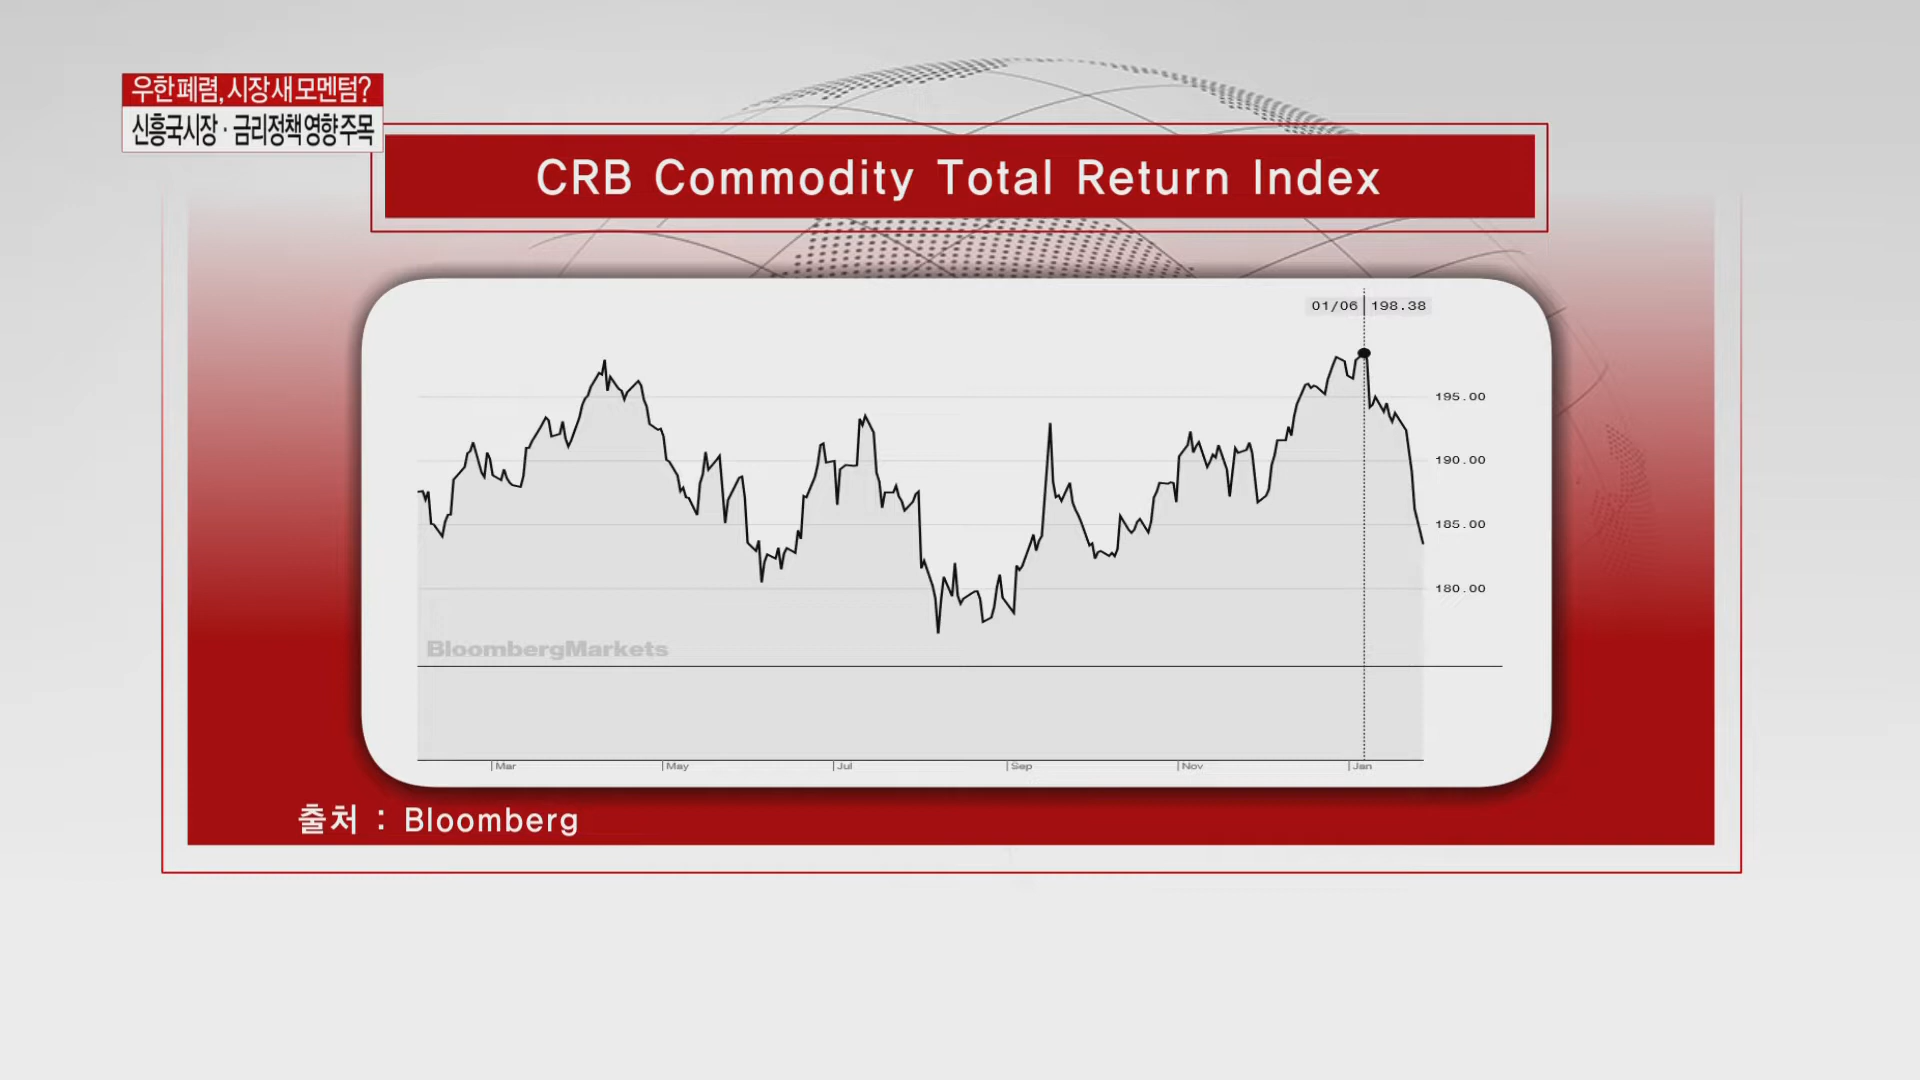 우한 폐렴, 시장 새 모멘텀?
신흥국시장 · 금리정책 영향 주목
CRB Commodity Total Return Index
01/06 198.38
195.00
190.00
185.00
180.00
BloombergMarkets
Mar May Jul Sep Nov Jan
출처 : Bloomberg